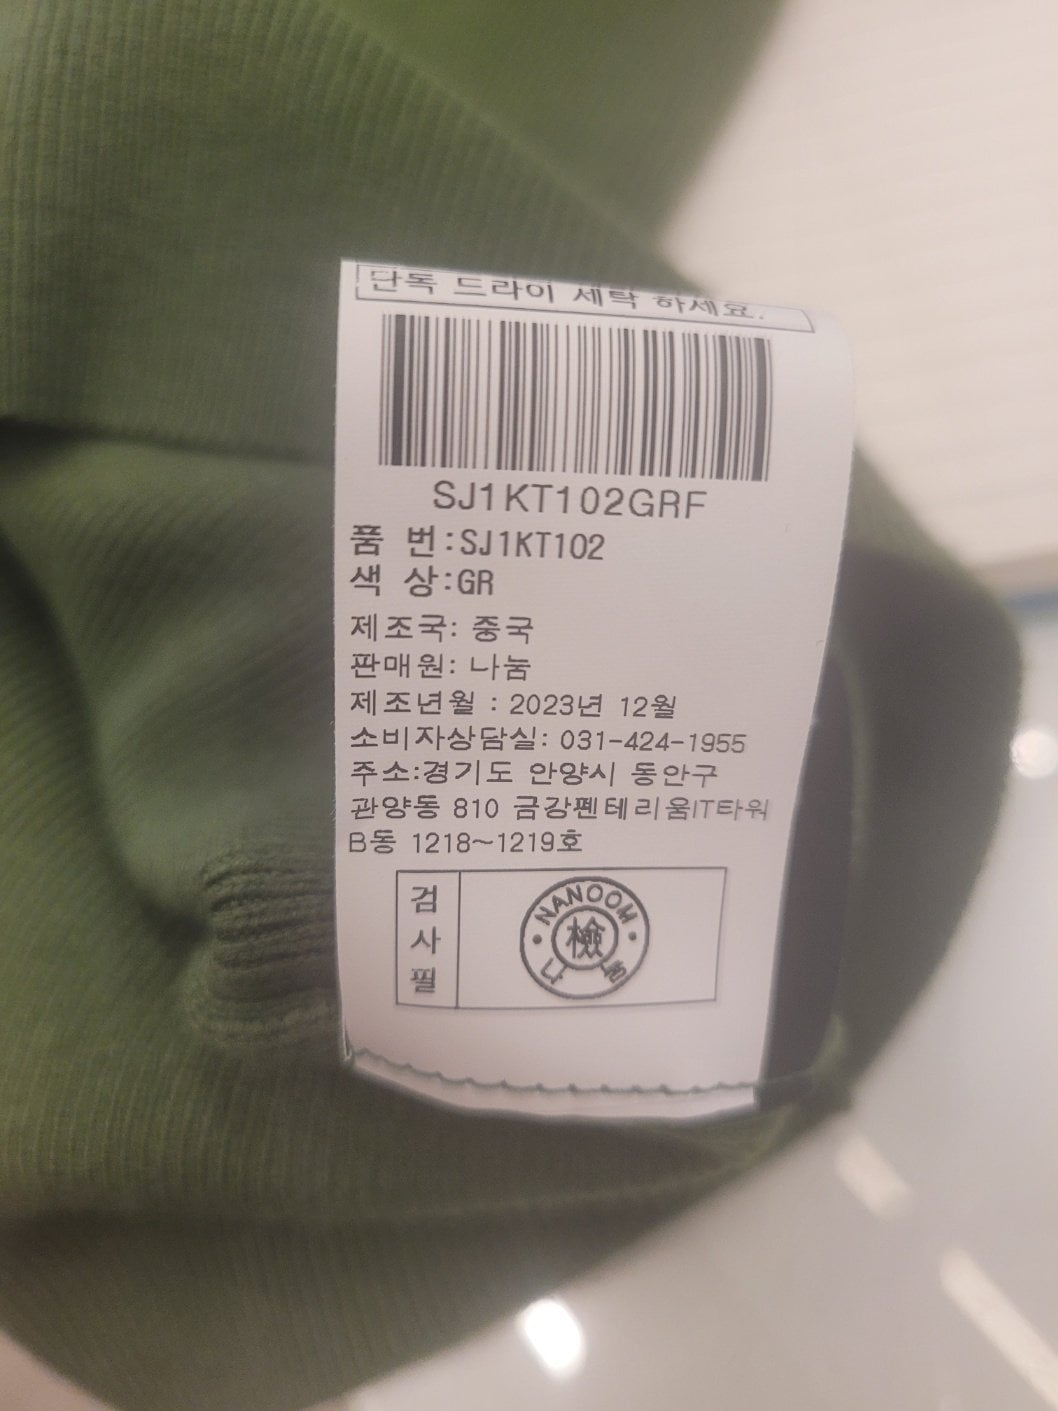 단독 드라이 세탁 하세요.
SJ1KT102GRF
품 번:SJ1KT102
색 상:GR
제조국: 중국
판매원: 나눔
제조년월 : 2023년 12월
소비자상담실: 031-424-1955
주소:경기도 안양시 동안구
관양동 810 금강펜테리움IT타워
B동 1218~1219호
검사필
NANOOM
檢
나눔